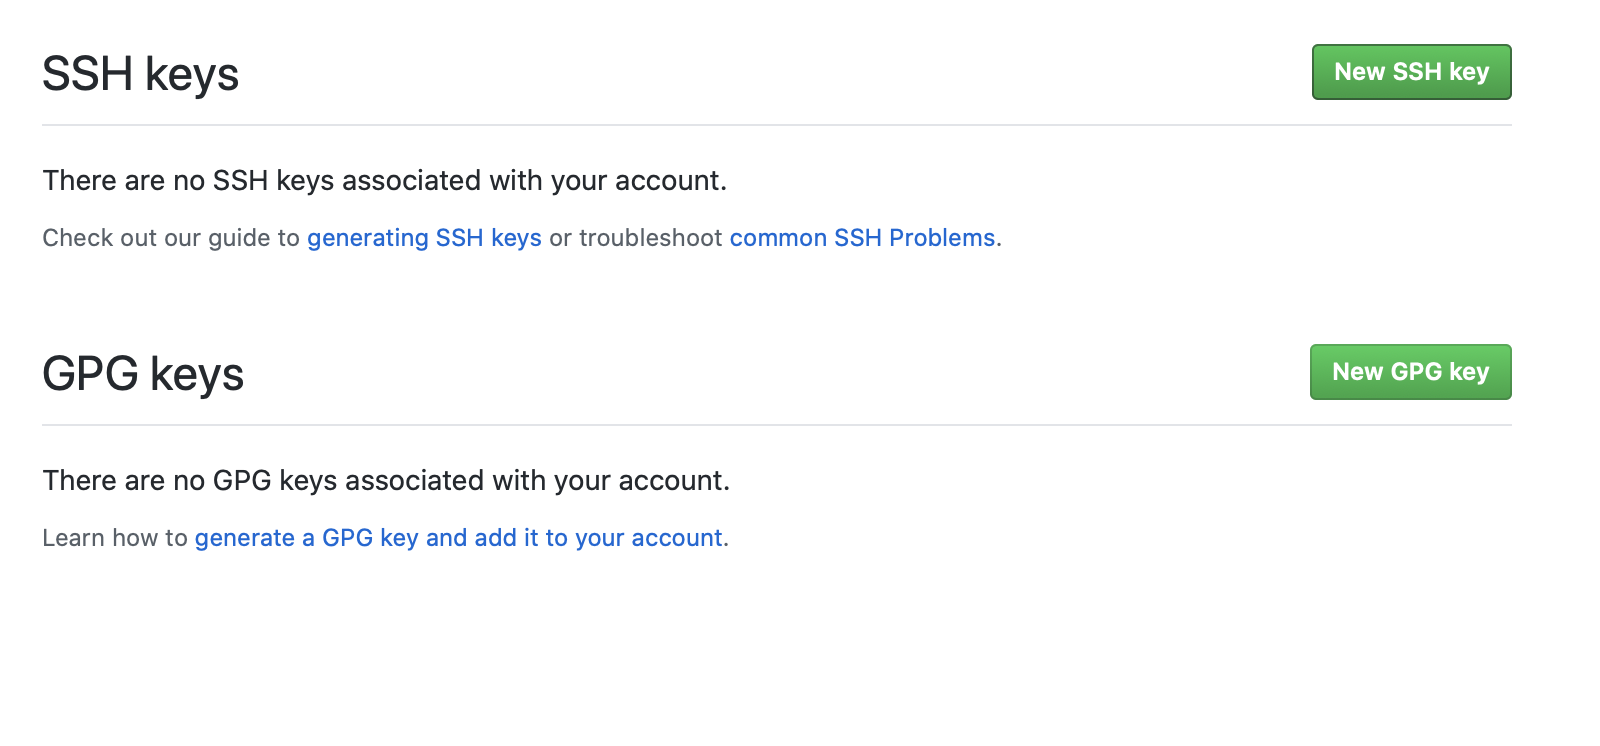 SSH keys
New SSH key
There are no SSH keys associated with your account.
Check out our guide to generating SSH keys or troubleshoot common SSH Problems.
GPG keys
New GPG key
There are no GPG keys associated with your account.
Learn how to generate a GPG key and add it to your account.